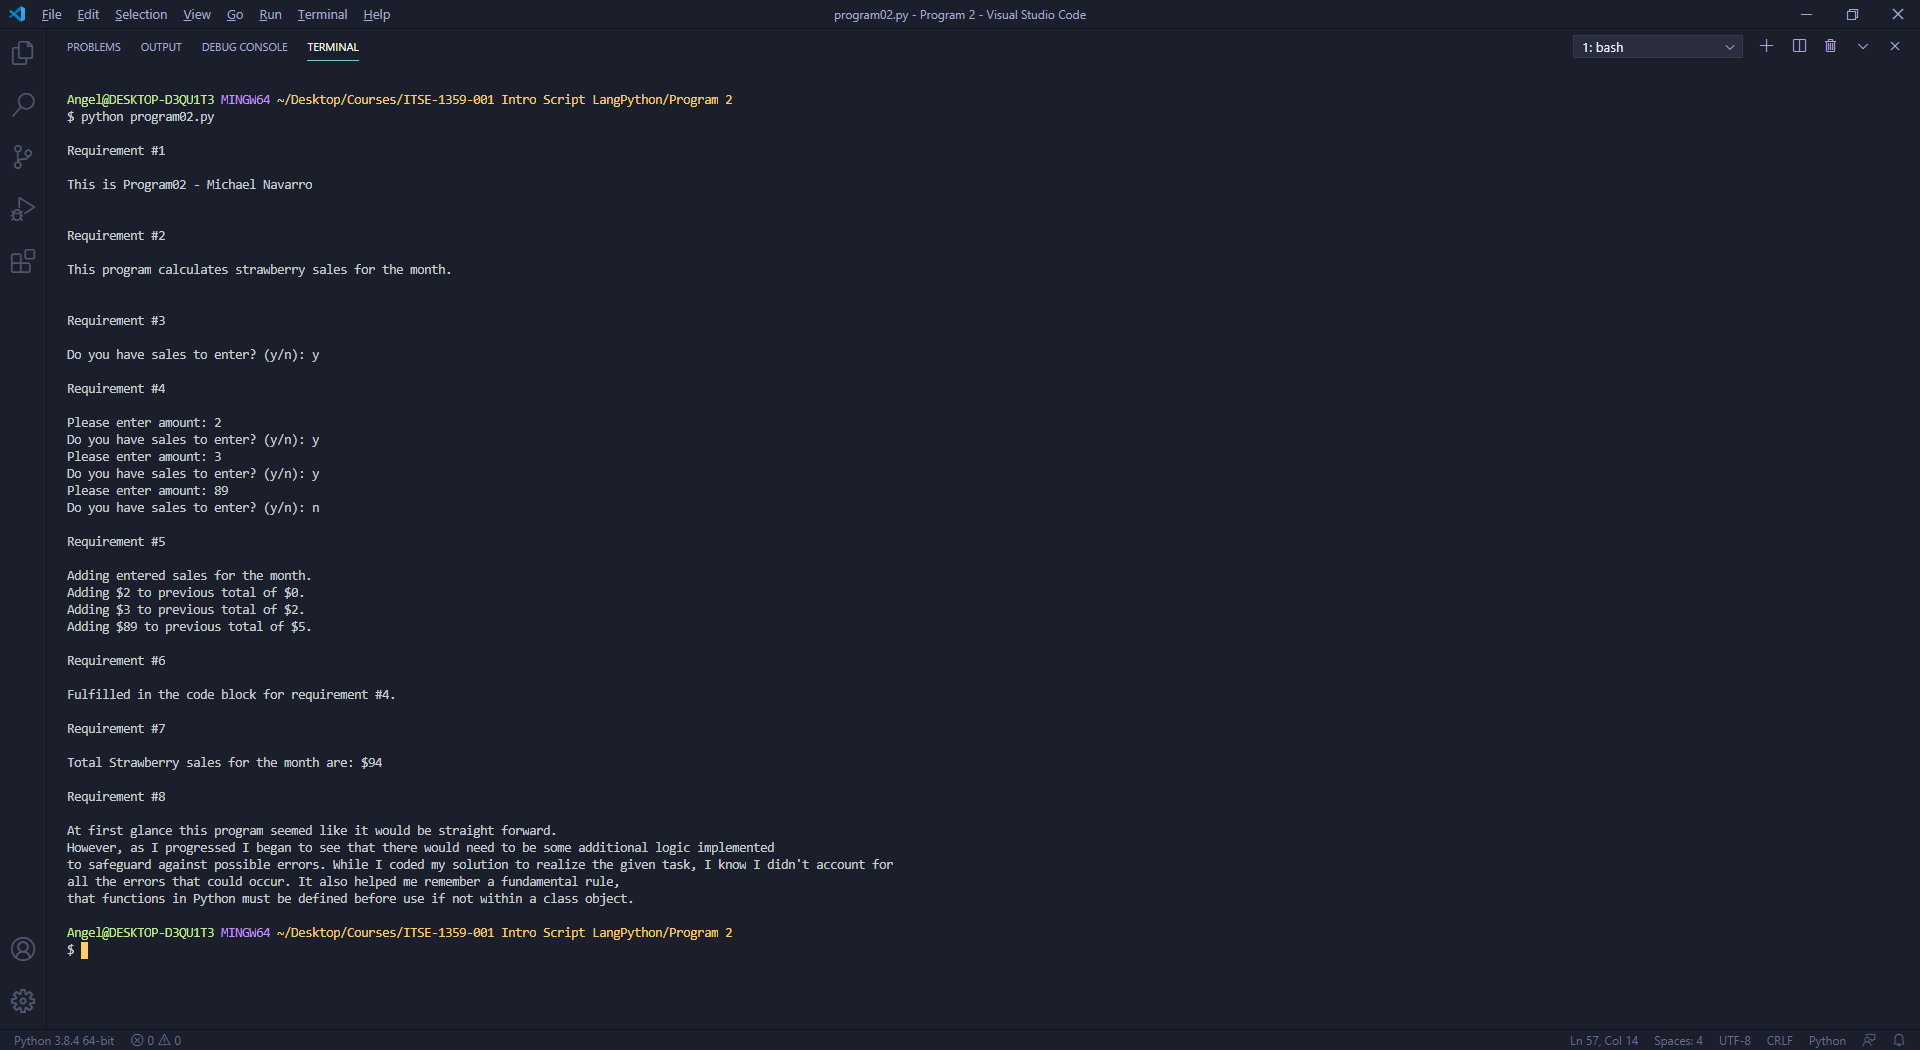 File Edit Selection View Go Run Terminal Help program02.py - Program 2 - Visual Studio Code
PROBLEMS OUTPUT DEBUG CONSOLE TERMINAL 1: bash
Angel@DESKTOP-D3QU1T3 MINGW64 ~/Desktop/Courses/ITSE-1359-001 Intro Script LangPython/Program 2
$ python program02.py
Requirement #1
This is Program02 - Michael Navarro
Requirement #2
This program calculates strawberry sales for the month.
Requirement #3
Do you have sales to enter? (y/n): y
Requirement #4
Please enter amount: 2
Do you have sales to enter? (y/n): y
Please enter amount: 3
Do you have sales to enter? (y/n): y
Please enter amount: 89
Do you have sales to enter? (y/n): n
Requirement #5
Adding entered sales for the month.
Adding $2 to previous total of $0.
Adding $3 to previous total of $2.
Adding $89 to previous total of $5.
Requirement #6
Fulfilled in the code block for requirement #4.
Requirement #7
Total Strawberry sales for the month are: $94
Requirement #8
At first glance this program seemed like it would be straight forward.
However, as I progressed I began to see that there would need to be some additional logic implemented
to safeguard against possible errors. While I coded my solution to realize the given task, I know I didn't account for
all the errors that could occur. It also helped me remember a fundamental rule,
that functions in Python must be defined before use if not within a class object.
Angel@DESKTOP-D3QU1T3 MINGW64 ~/Desktop/Courses/ITSE-1359-001 Intro Script LangPython/Program 2
$
Python 3.8.4 64-bit 0 0 Ln 57, Col 14 Spaces: 4 UTF-8 CRLF Python